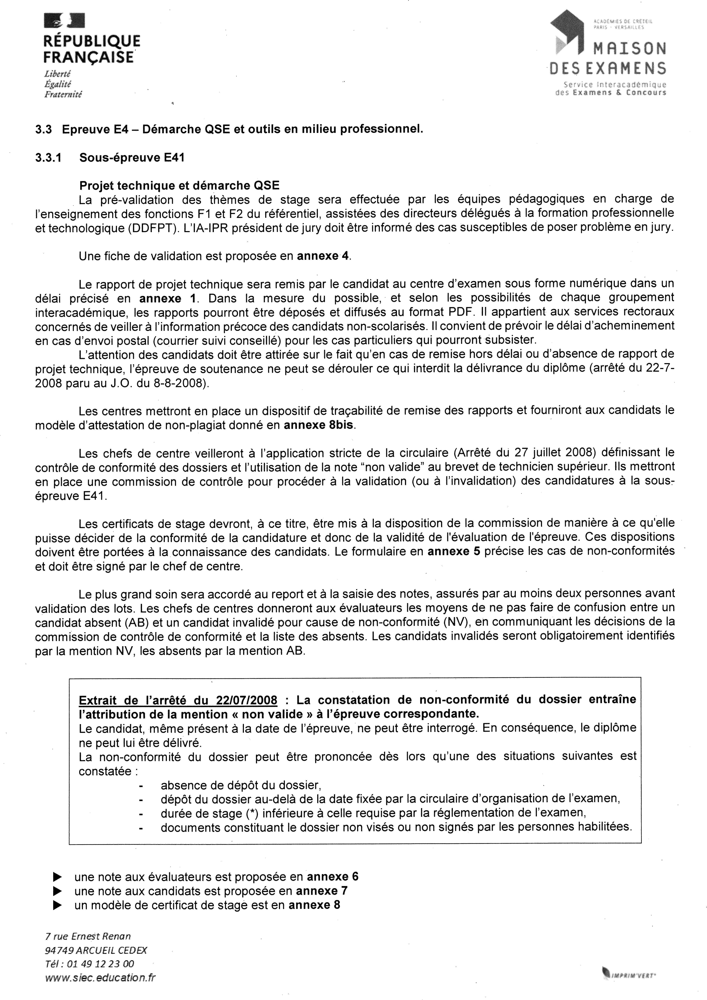 RÉPUBLIQUE
FRANÇAISE
Liberté
Égalité
Fraternité
ACADÉMIES DE CRÉTEIL
PARIS - VERSAILLES
MAISON
DES EXAMENS
Service Interacadémique
des Examens & Concours
3.3 Epreuve E4 – Démarche QSE et outils en milieu professionnel.
3.3.1 Sous-épreuve E41
Projet technique et démarche QSE
La pré-validation des thèmes de stage sera effectuée par les équipes pédagogiques en charge de
l'enseignement des fonctions F1 et F2 du référentiel, assistées des directeurs délégués à la formation professionnelle
et technologique (DDFPT). L'IA-IPR président de jury doit être informé des cas susceptibles de poser problème en jury.
Une fiche de validation est proposée en annexe 4.
Le rapport de projet technique sera remis par le candidat au centre d'examen sous forme numérique dans un
délai précisé en annexe 1. Dans la mesure du possible, et selon les possibilités de chaque groupement
interacadémique, les rapports pourront être déposés et diffusés au format PDF. Il appartient aux services rectoraux
concernés de veiller à l'information précoce des candidats non-scolarisés. Il convient de prévoir le délai d'acheminement
en cas d'envoi postal (courrier suivi conseillé) pour les cas particuliers qui pourront subsister.
L'attention des candidats doit être attirée sur le fait qu'en cas de remise hors délai ou d'absence de rapport de
projet technique, l'épreuve de soutenance ne peut se dérouler ce qui interdit la délivrance du diplôme (arrêté du 22-7-
2008 paru au J.O. du 8-8-2008).
Les centres mettront en place un dispositif de traçabilité de remise des rapports et fourniront aux candidats le
modèle d'attestation de non-plagiat donné en annexe 8bis.
Les chefs de centre veilleront à l'application stricte de la circulaire (Arrêté du 27 juillet 2008) définissant le
contrôle de conformité des dossiers et l'utilisation de la note “non valide” au brevet de technicien supérieur. Ils mettront
en place une commission de contrôle pour procéder à la validation (ou à l'invalidation) des candidatures à la sous-
épreuve E41.
Les certificats de stage devront, à ce titre, être mis à la disposition de la commission de manière à ce qu'elle
puisse décider de la conformité de la candidature et donc de la validité de l'évaluation de l'épreuve. Ces dispositions
doivent être portées à la connaissance des candidats. Le formulaire en annexe 5 précise les cas de non-conformités
et doit être signé par le chef de centre.
Le plus grand soin sera accordé au report et à la saisie des notes, assurés par au moins deux personnes avant
validation des lots. Les chefs de centres donneront aux évaluateurs les moyens de ne pas faire de confusion entre un
candidat absent (AB) et un candidat invalidé pour cause de non-conformité (NV), en communiquant les décisions de la
commission de contrôle de conformité et la liste des absents. Les candidats invalidés seront obligatoirement identifiés
par la mention NV, les absents par la mention AB.
Extrait de l'arrêté du 22/07/2008 : La constatation de non-conformité du dossier entraîne
l'attribution de la mention « non valide » à l'épreuve correspondante.
Le candidat, même présent à la date de l'épreuve, ne peut être interrogé. En conséquence, le diplôme
ne peut lui être délivré.
La non-conformité du dossier peut être prononcée dès lors qu'une des situations suivantes est
constatée :
- absence de dépôt du dossier,
- dépôt du dossier au-delà de la date fixée par la circulaire d'organisation de l'examen,
- durée de stage (*) inférieure à celle requise par la réglementation de l'examen,
- documents constituant le dossier non visés ou non signés par les personnes habilitées.
► une note aux évaluateurs est proposée en annexe 6
► une note aux candidats est proposée en annexe 7
► un modèle de certificat de stage est en annexe 8
7 rue Ernest Renan
94749 ARCUEIL CEDEX
Tél : 01 49 12 23 00
www.siec.education.fr
IMPRIM'VERT®